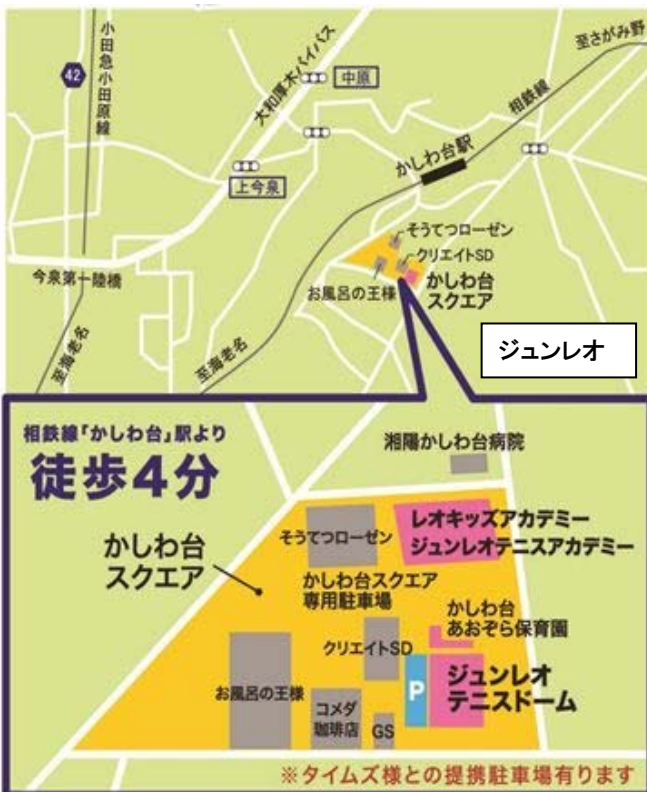 小田急小田原線
42
大和厚木バイパス
中原
至さがみ野
相鉄線
かしわ台駅
上今泉
そうてつローゼン
クリエイトSD
今泉第一陸橋
お風呂の王様
かしわ台
スクエア
至海老名
至海老名
ジュンレオ
相鉄線「かしわ台」駅より
徒歩4分
湘陽かしわ台病院
そうてつローゼン
レオキッズアカデミー
ジュンレオテニスアカデミー
かしわ台
スクエア
かしわ台スクエア
専用駐車場
かしわ台
あおぞら保育園
クリエイトSD
お風呂の王様
P
ジュンレオ
テニスドーム
コメダ
珈琲店
GS
※タイムズ様との提携駐車場有ります